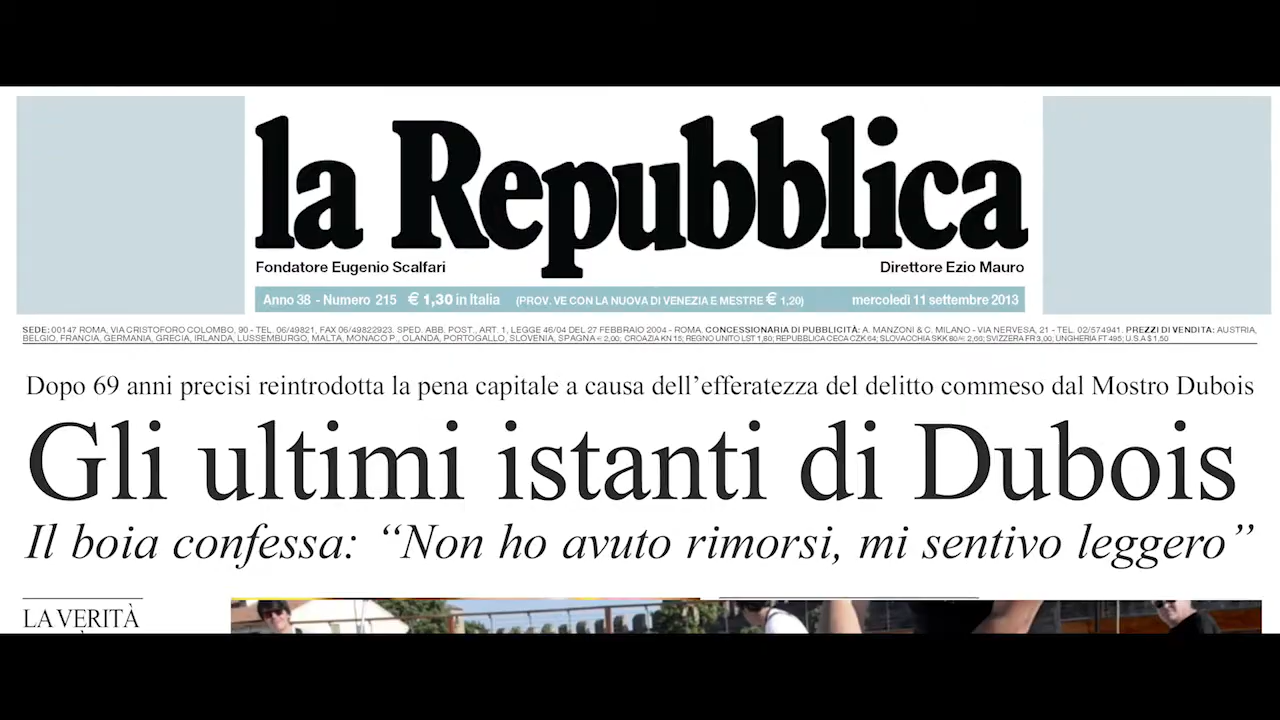 la Repubblica
Fondatore Eugenio Scalfari
Direttore Ezio Mauro
Anno 38 - Numero 215 € 1,30 in Italia (PROV. VE CON LA NUOVA DI VENEZIA E MESTRE € 1,20) mercoledì 11 settembre 2013
SEDE: 00147 ROMA, VIA CRISTOFORO COLOMBO, 90 - TEL. 06/49821, FAX 06/49822923. SPED. ABB. POST., ART. 1, LEGGE 46/04 DEL 27 FEBBRAIO 2004 - ROMA. CONCESSIONARIA DI PUBBLICITÀ: A. MANZONI & C. MILANO - VIA NERVESA, 21 - TEL. 02/574941. PREZZI DI VENDITA: AUSTRIA,
BELGIO, FRANCIA, GERMANIA, GRECIA, IRLANDA, LUSSEMBURGO, MALTA, MONACO P., OLANDA, PORTOGALLO, SLOVENIA, SPAGNA € 2,00; CROAZIA KN 15; REGNO UNITO LST 1,80; REPUBBLICA CECA CZK 64; SLOVACCHIA SKK 80/€ 2,66; SVIZZERA FR 3,00; UNGHERIA FT 495; U.S.A $ 1,50
Dopo 69 anni precisi reintrodotta la pena capitale a causa dell'efferatezza del delitto commeso dal Mostro Dubois
Gli ultimi istanti di Dubois
Il boia confessa: “Non ho avuto rimorsi, mi sentivo leggero”
LA VERITÀ